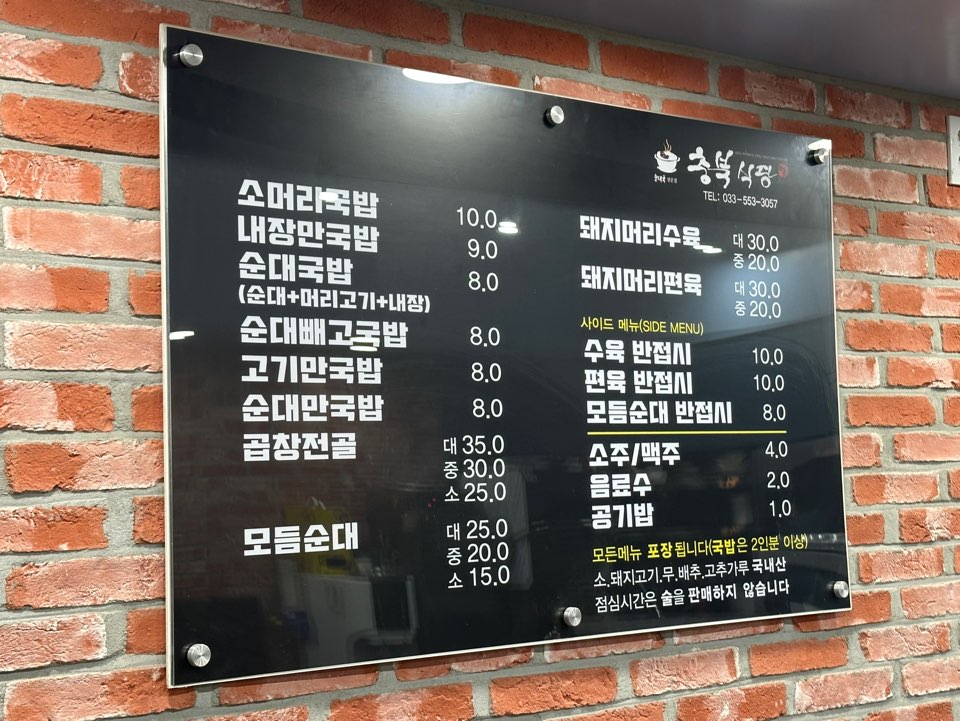 충북식당
TEL: 033-553-3057
소머리국밥 10.0
내장만국밥 9.0
순대국밥 8.0
(순대+머리고기+내장)
순대빼고국밥 8.0
고기만국밥 8.0
순대만국밥 8.0
곱창전골 대 35.0
중 30.0
소 25.0
모듬순대 대 25.0
중 20.0
소 15.0
돼지머리수육 대 30.0
중 20.0
돼지머리편육 대 30.0
중 20.0
사이드 메뉴(SIDE MENU)
수육 반접시 10.0
편육 반접시 10.0
모듬순대 반접시 8.0
소주/맥주 4.0
음료수 2.0
공기밥 1.0
모든메뉴 포장 됩니다(국밥은 2인분 이상)
소.돼지고기.무.배추.고추가루 국내산
점심시간은 술을 판매하지 않습니다